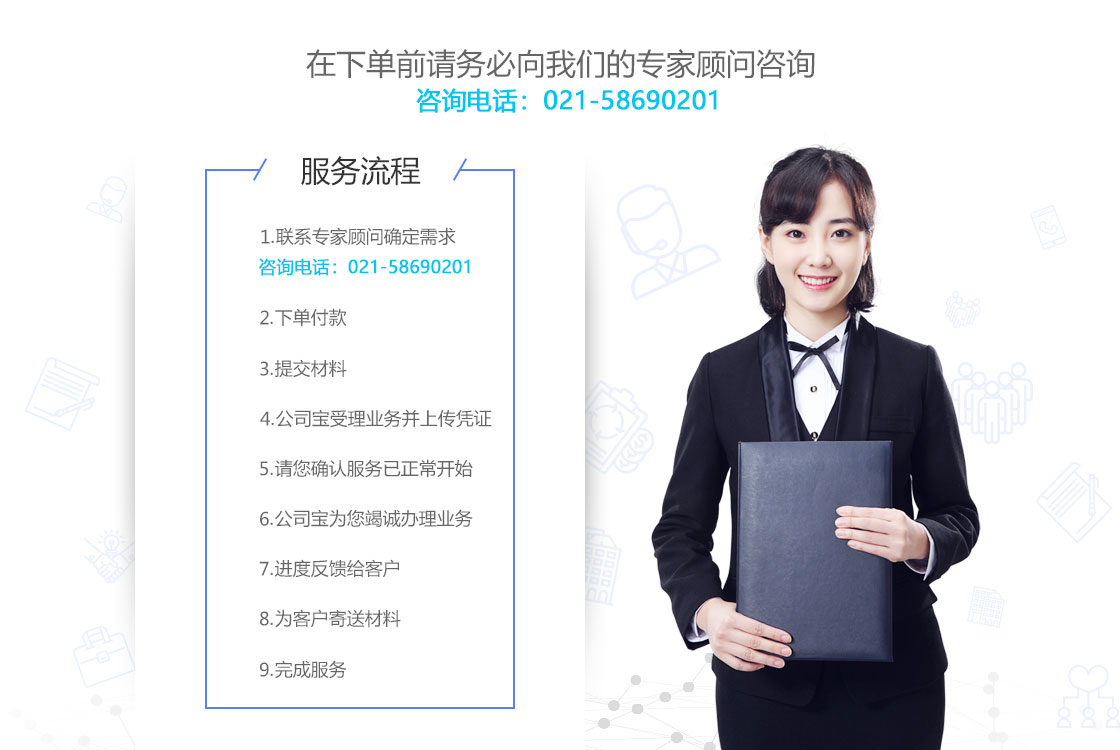 在下单前请务必向我们的专家顾问咨询
咨询电话：021-58690201
服务流程
1.联系专家顾问确定需求
咨询电话：021-58690201
2.下单付款
3.提交材料
4.公司宝受理业务并上传凭证
5.请您确认服务已正常开始
6.公司宝为您竭诚办理业务
7.进度反馈给客户
8.为客户寄送材料
9.完成服务